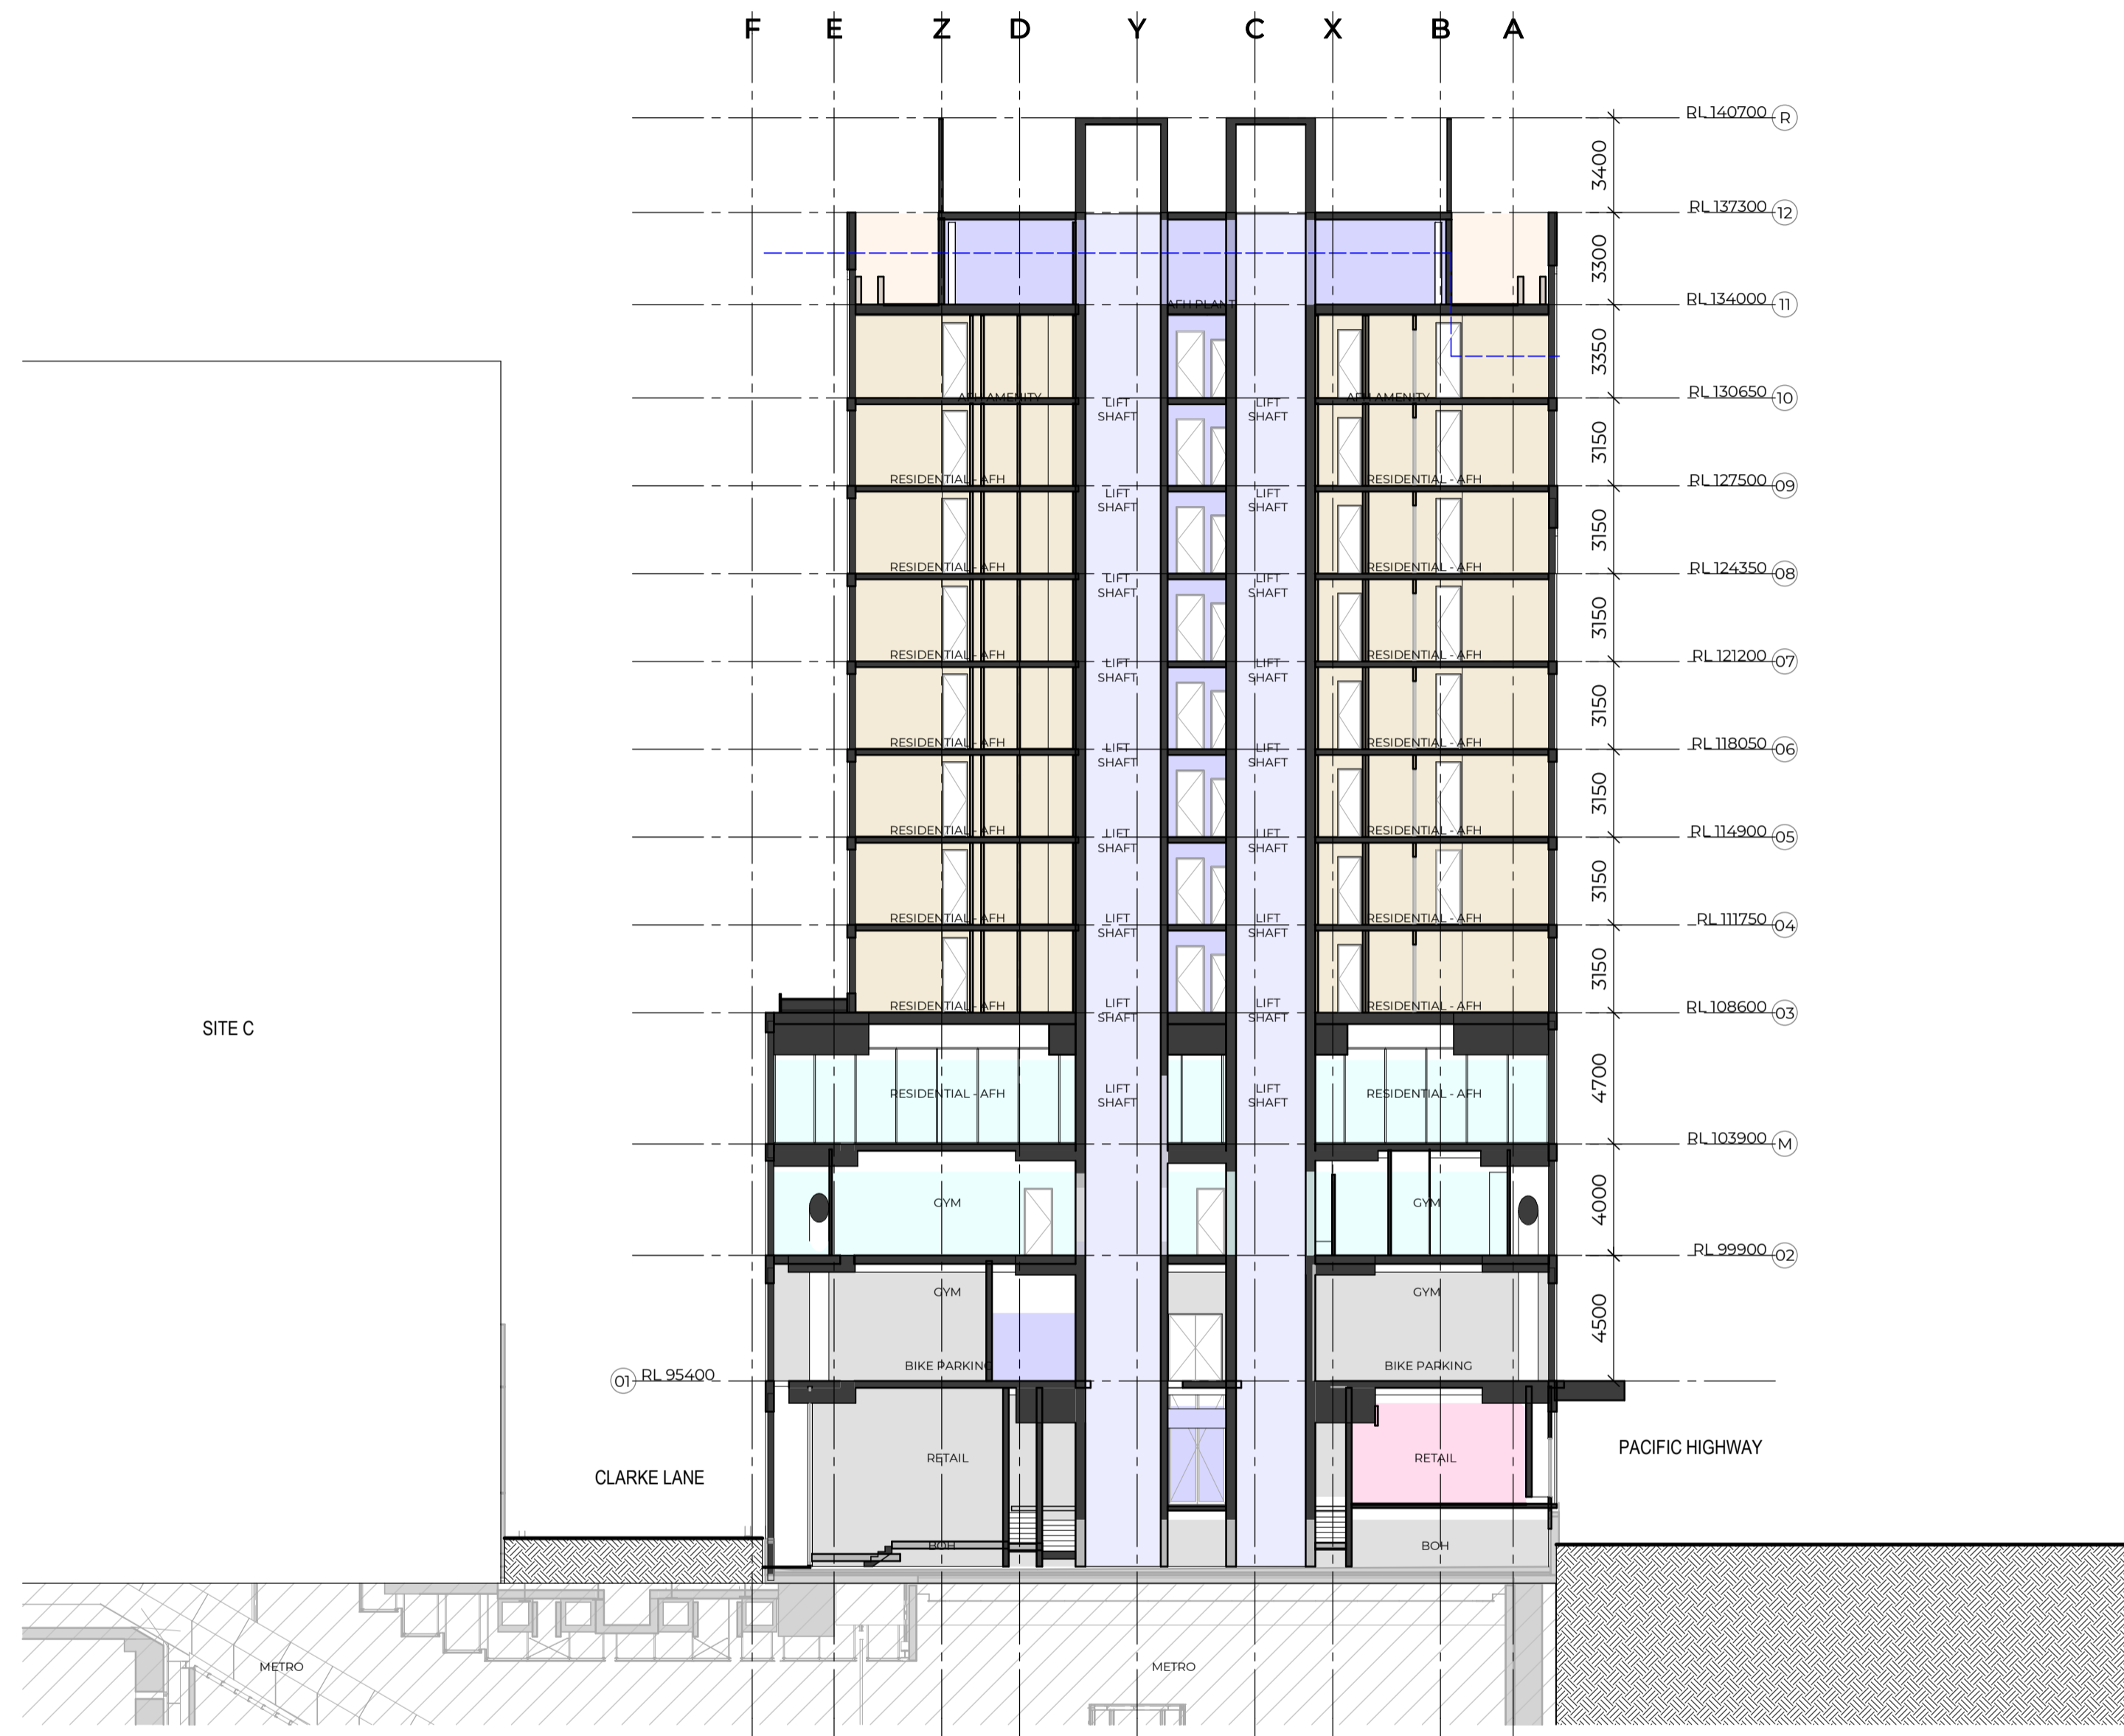 F E Z D Y C X B A
RL 140700 R
3400
RL 137300 12
3300
AFH PLANT
RL 134000 11
3350
AFH AMENITY LIFT SHAFT LIFT SHAFT AFH AMENITY RL 130650 10
3150
RESIDENTIAL - AFH LIFT SHAFT LIFT SHAFT RESIDENTIAL - AFH RL 127500 09
3150
RESIDENTIAL - AFH LIFT SHAFT LIFT SHAFT RESIDENTIAL - AFH RL 124350 08
3150
RESIDENTIAL - AFH LIFT SHAFT LIFT SHAFT RESIDENTIAL - AFH RL 121200 07
3150
RESIDENTIAL - AFH LIFT SHAFT LIFT SHAFT RESIDENTIAL - AFH RL 118050 06
3150
RESIDENTIAL - AFH LIFT SHAFT LIFT SHAFT RESIDENTIAL - AFH RL 114900 05
3150
RESIDENTIAL - AFH LIFT SHAFT LIFT SHAFT RESIDENTIAL - AFH RL 111750 04
3150
RESIDENTIAL - AFH LIFT SHAFT LIFT SHAFT RESIDENTIAL - AFH RL 108600 03
SITE C
4700
RESIDENTIAL - AFH LIFT SHAFT LIFT SHAFT RESIDENTIAL - AFH
RL 103900 M
GYM GYM 4000
RL 99900 02
GYM GYM
4500
BIKE PARKING BIKE PARKING
01 RL 95400
RETAIL RETAIL PACIFIC HIGHWAY
CLARKE LANE
BOH BOH
METRO METRO